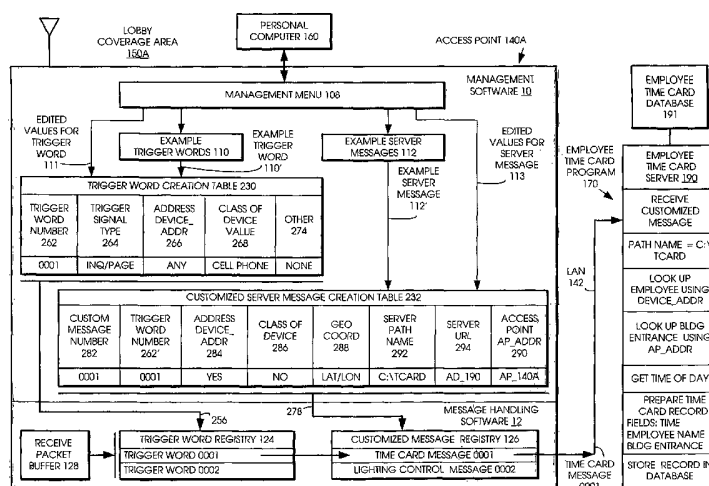 LOBBY
COVERAGE AREA
150A
PERSONAL
COMPUTER 160
ACCESS POINT 140A
MANAGEMENT
SOFTWARE 10
MANAGEMENT MENU 108
EDITED
VALUES FOR
TRIGGER
WORD
111
EXAMPLE
TRIGGER WORDS 110
EXAMPLE
TRIGGER
WORD
110'
EXAMPLE SERVER
MESSAGES 112
EXAMPLE
SERVER
MESSAGE
112'
EDITED
VALUES FOR
SERVER
MESSAGE
113
TRIGGER WORD CREATION TABLE 230
TRIGGER
WORD
NUMBER
262
TRIGGER
SIGNAL
TYPE
264
ADDRESS
DEVICE_
ADDR
266
CLASS OF
DEVICE
VALUE
268
OTHER
274
0001
INQ/PAGE
ANY
CELL PHONE
NONE
CUSTOMIZED SERVER MESSAGE CREATION TABLE 232
CUSTOM
MESSAGE
NUMBER
282
TRIGGER
WORD
NUMBER
262'
ADDRESS
DEVICE_
ADDR
284
CLASS OF
DEVICE
286
GEO
COORD
288
SERVER
PATH
NAME
292
SERVER
URL
294
ACCESS
POINT
AP_ADDR
290
0001
0001
YES
NO
LAT/LON
C:\TCARD
AD_190
AP_140A
256
278
MESSAGE HANDLING
SOFTWARE 12
RECEIVE
PACKET
BUFFER 128
TRIGGER WORD REGISTRY 124
TRIGGER WORD 0001
TRIGGER WORD 0002
CUSTOMIZED MESSAGE REGISTRY 126
TIME CARD MESSAGE 0001
LIGHTING CONTROL MESSAGE 0002
EMPLOYEE
TIME CARD
PROGRAM
170
LAN
142
TIME CARD
MESSAGE
0001
EMPLOYEE
TIME CARD
DATABASE
191
EMPLOYEE
TIME CARD
SERVER 190
RECEIVE
CUSTOMIZED
MESSAGE
PATH NAME = C:\
TCARD
LOOK UP
EMPLOYEE USING
DEVICE_ADDR
LOOK UP BLDG
ENTRANCE USING
AP_ADDR
GET TIME OF DAY
PREPARE TIME
CARD RECORD
FIELDS: TIME
EMPLOYEE NAME
BLDG ENTRANCE
STORE RECORD IN
DATABASE